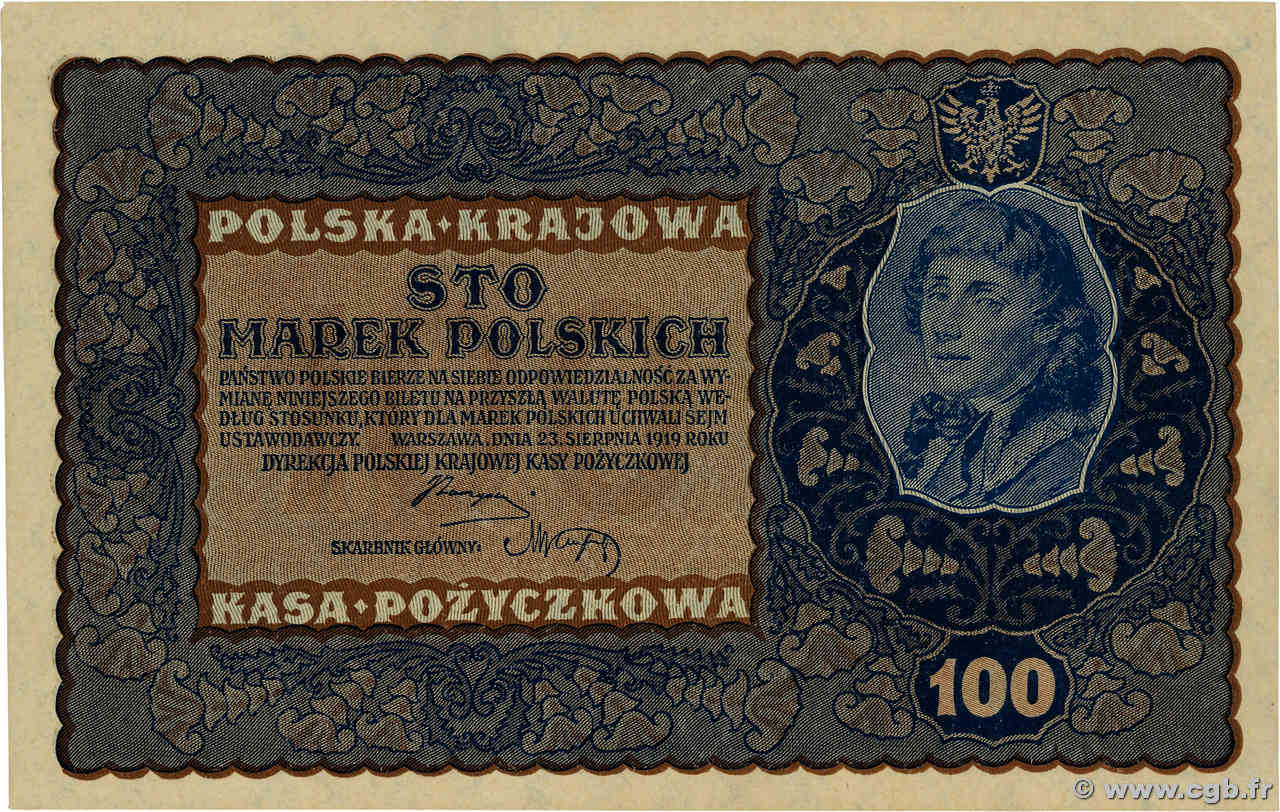 POLSKA·KRAJOWA
STO
MAREK POLSKICH
PAŃSTWO POLSKIE BIERZE NA SIEBIE ODPOWIEDZIALNOŚĆ ZA WY-
MIANĘ NINIEJSZEGO BILETU NA PRZYSZŁĄ WALUTĘ POLSKĄ WE-
DŁUG STOSUNKU, KTÓRY DLA MAREK POLSKICH UCHWALI SEJM
USTAWODAWCZY. WARSZAWA, DNIA 23. SIERPNIA 1919 ROKU
DYREKCJA POLSKIEJ KRAJOWEJ KASY POŻYCZKOWEJ
SKARBNIK GŁÓWNY:
KASA·POŻYCZKOWA
100
© www.cgb.fr